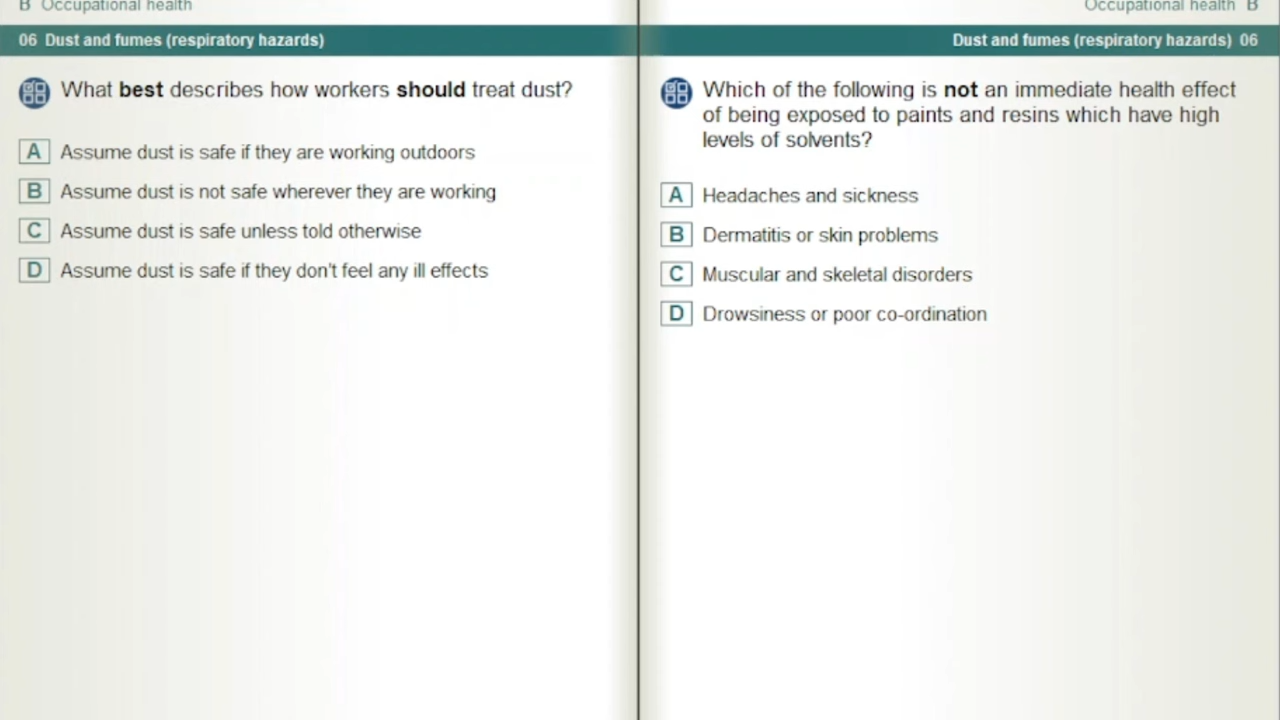 B Occupational health
06 Dust and fumes (respiratory hazards)
What best describes how workers should treat dust?
A Assume dust is safe if they are working outdoors
B Assume dust is not safe wherever they are working
C Assume dust is safe unless told otherwise
D Assume dust is safe if they don't feel any ill effects
Occupational health B
Dust and fumes (respiratory hazards) 06
Which of the following is not an immediate health effect
of being exposed to paints and resins which have high
levels of solvents?
A Headaches and sickness
B Dermatitis or skin problems
C Muscular and skeletal disorders
D Drowsiness or poor co-ordination